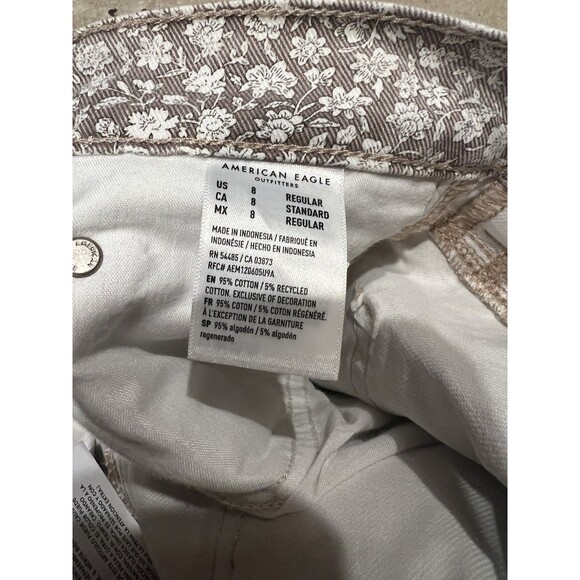 AMERICAN EAGLE
OUTFITTERS
US 8 REGULAR
CA 8 STANDARD
MX 8 REGULAR
MADE IN INDONESIA / FABRIQUÉ EN
INDONÉSIE / HECHO EN INDONESIA
RN 54485 / CA 03873
RFC# AEM120605U9A
EN 95% COTTON / 5% RECYCLED
COTTON. EXCLUSIVE OF DECORATION
FR 95% COTON / 5% COTON RÉGÉNÉRÉ.
À L'EXCEPTION DE LA GARNITURE
SP 95% algodón / 5% algodón
regenerado